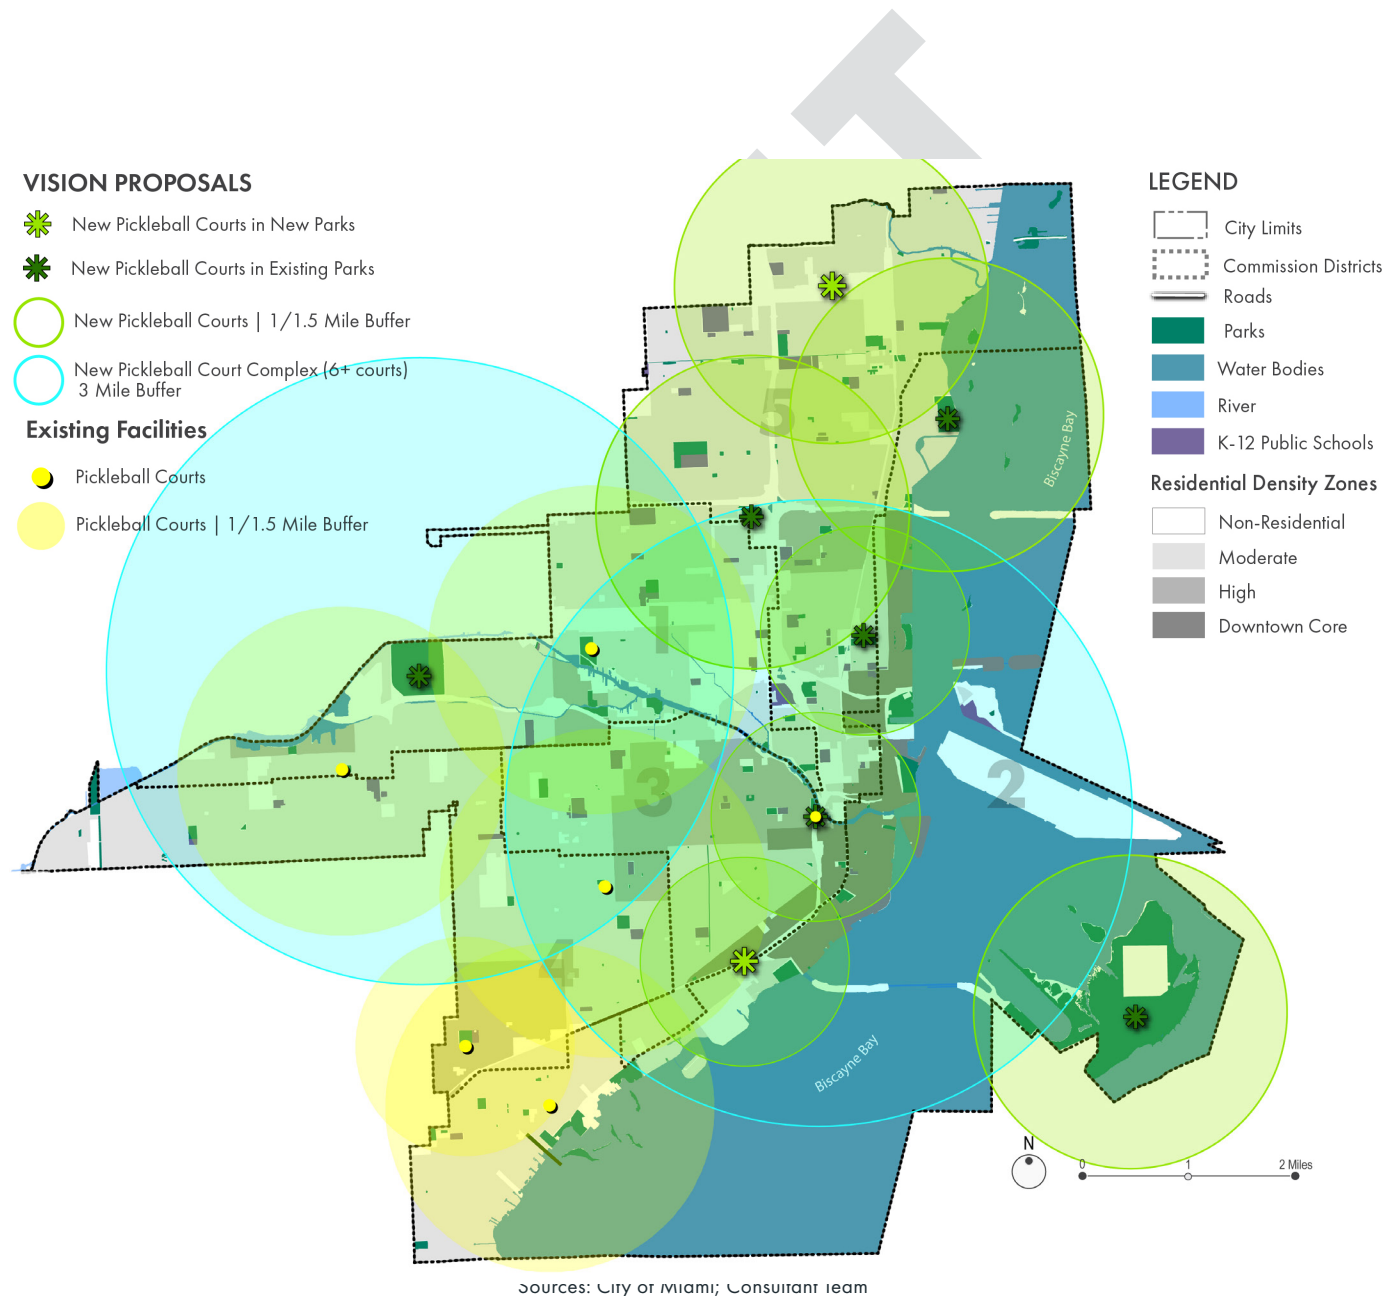 VISION PROPOSALS
New Pickleball Courts in New Parks
New Pickleball Courts in Existing Parks
New Pickleball Courts | 1/1.5 Mile Buffer
New Pickleball Court Complex (6+ courts)
3 Mile Buffer
Existing Facilities
Pickleball Courts
Pickleball Courts | 1/1.5 Mile Buffer
LEGEND
City Limits
Commission Districts
Roads
Parks
Water Bodies
River
K-12 Public Schools
Residential Density Zones
Non-Residential
Moderate
High
Downtown Core
5
Biscayne Bay
1
3
2
4
Biscayne Bay
N
0 1 2 Miles
Sources: City of Miami; Consultant Team